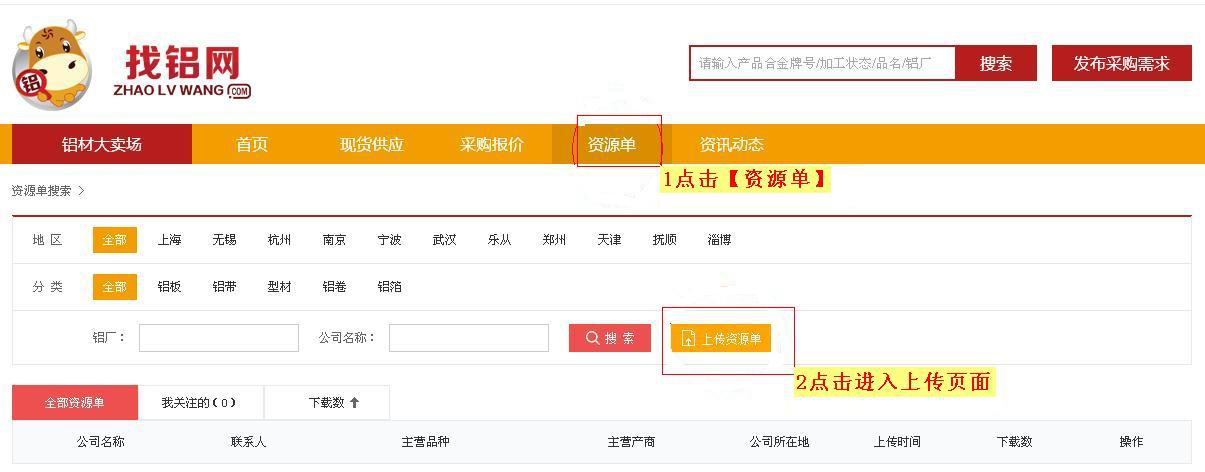 铝
找铝网
ZHAO LV WANG .COM
请输入产品合金牌号/加工状态/品名/铝厂
搜索
发布采购需求
铝材大卖场 首页 现货供应 采购报价 资源单 资讯动态
1点击【资源单】
资源单搜索 >
地 区 全部 上海 无锡 杭州 南京 宁波 武汉 乐从 郑州 天津 抚顺 淄博
分 类 全部 铝板 铝带 型材 铝卷 铝箔
铝厂： 公司名称： 搜 索 上传资源单
2点击进入上传页面
全部资源单 我关注的(0) 下载数
公司名称 联系人 主营品种 主营产商 公司所在地 上传时间 下载数 操作